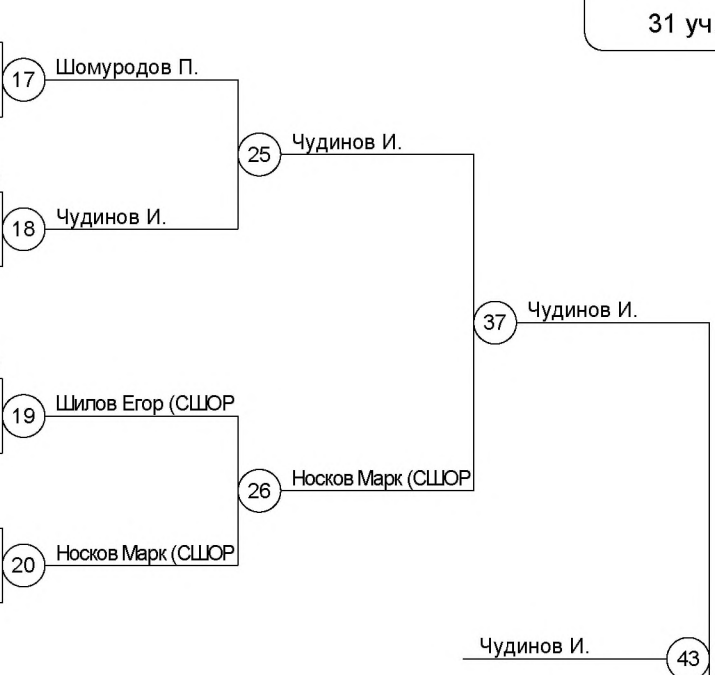 31 уч
17 Шомуродов П.
25 Чудинов И.
18 Чудинов И.
37 Чудинов И.
19 Шилов Егор (СШОР
26 Носков Марк (СШОР
20 Носков Марк (СШОР
Чудинов И. 43